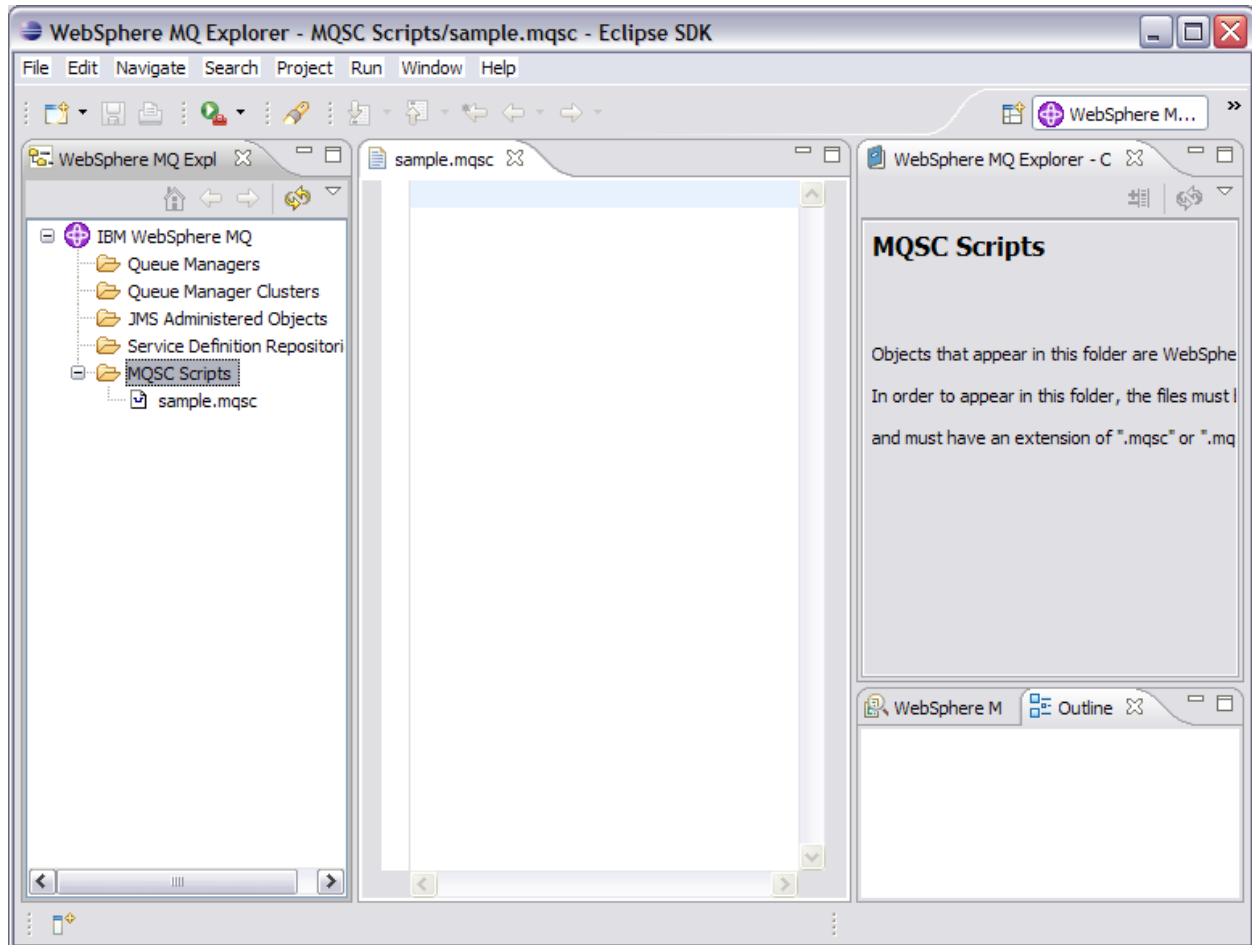 WebSphere MQ Explorer - MQSC Scripts/sample.mqsc - Eclipse SDK
File Edit Navigate Search Project Run Window Help
WebSphere M...
WebSphere MQ Expl
IBM WebSphere MQ
Queue Managers
Queue Manager Clusters
JMS Administered Objects
Service Definition Repositori
MQSC Scripts
sample.mqsc
sample.mqsc
WebSphere MQ Explorer - C
MQSC Scripts
Objects that appear in this folder are WebSphe
In order to appear in this folder, the files must
and must have an extension of ".mqsc" or ".mq
WebSphere M
Outline